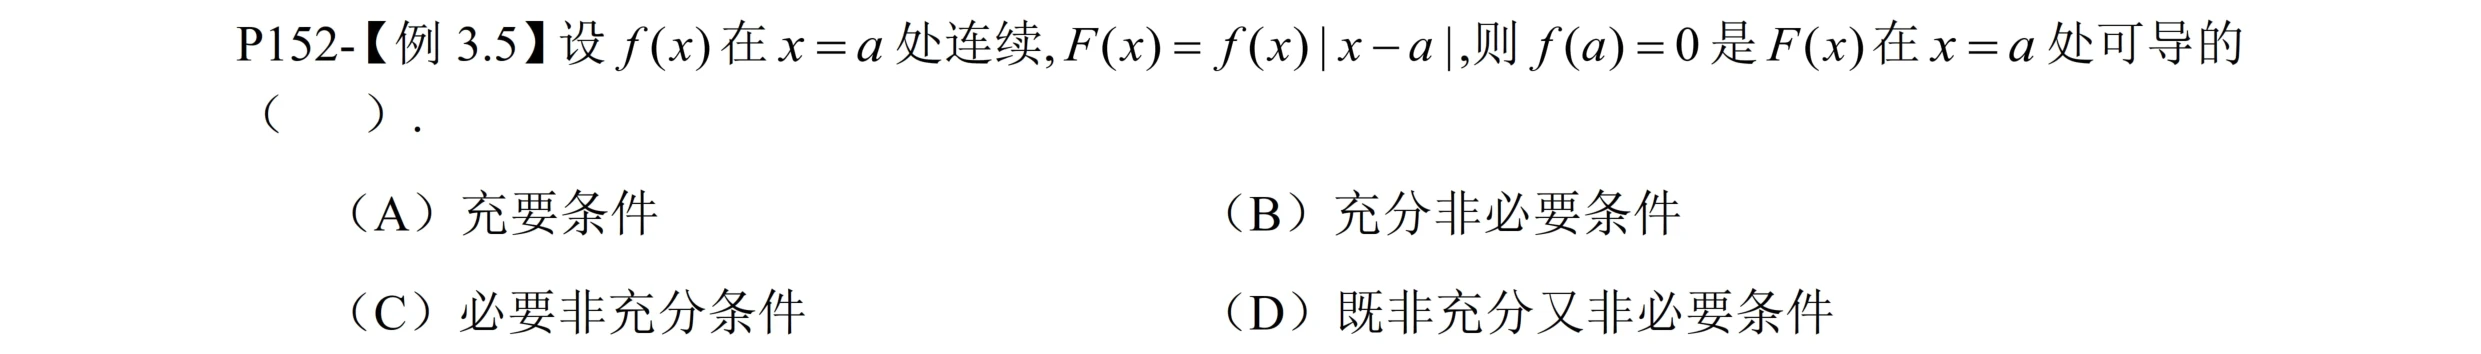 P152-【例 3.5】设 f(x) 在 x = a 处连续, F(x) = f(x) | x − a |,则 f(a) = 0 是 F(x) 在 x = a 处可导的
(    ).
(A) 充要条件    (B) 充分非必要条件
(C) 必要非充分条件    (D) 既非充分又非必要条件